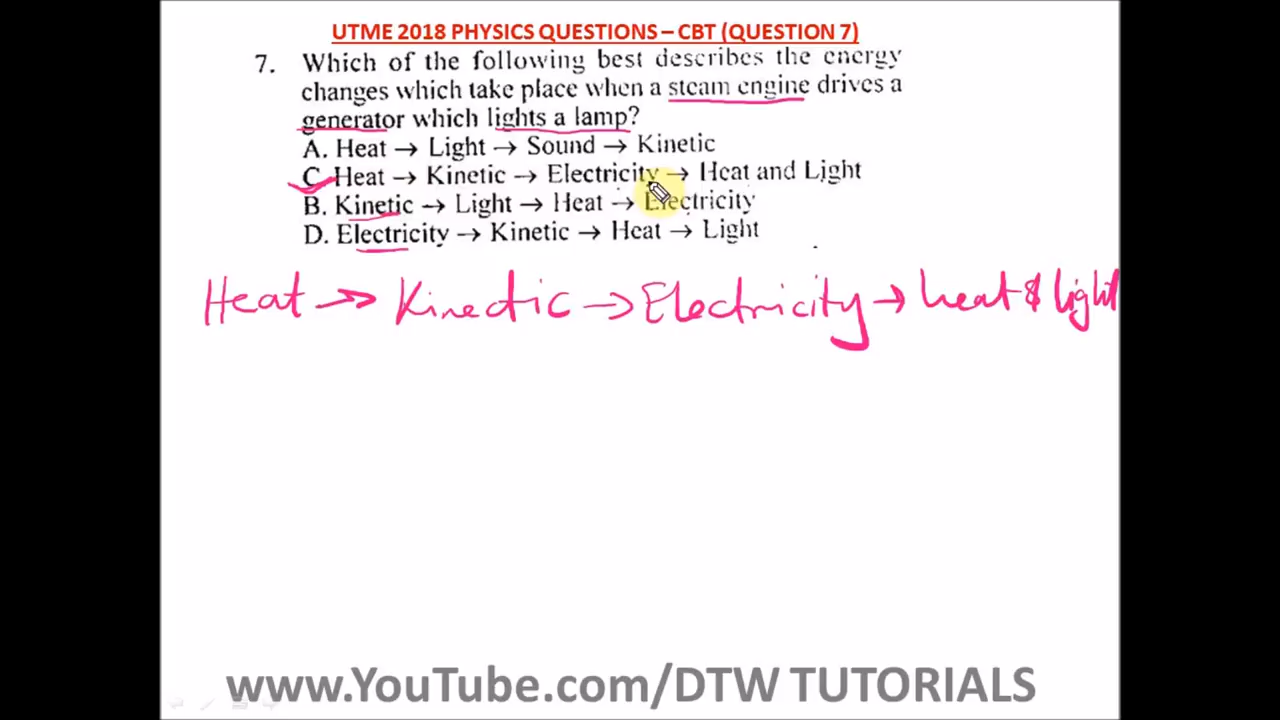 UTME 2018 PHYSICS QUESTIONS – CBT (QUESTION 7)
7. Which of the following best describes the energy
changes which take place when a steam engine drives a
generator which lights a lamp?
A. Heat → Light → Sound → Kinetic
C. Heat → Kinetic → Electricity → Heat and Light
B. Kinetic → Light → Heat → Electricity
D. Electricity → Kinetic → Heat → Light
Heat → Kinectic → Electricity → heat & light
www.YouTube.com/DTW TUTORIALS